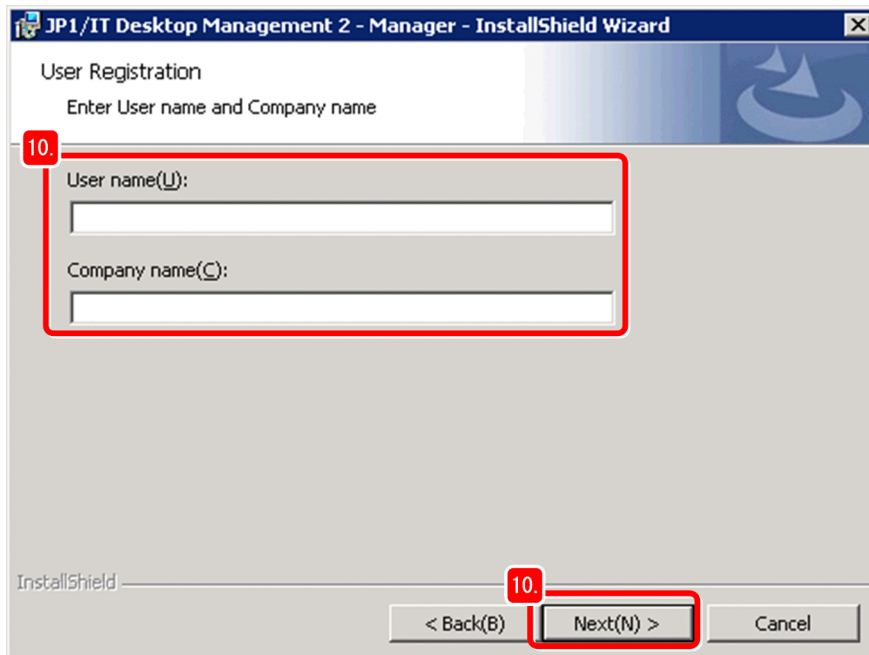 JP1/IT Desktop Management 2 - Manager - InstallShield Wizard
User Registration
Enter User name and Company name
10.
User name(U):
Company name(C):
InstallShield
10.
< Back(B)
Next(N) >
Cancel